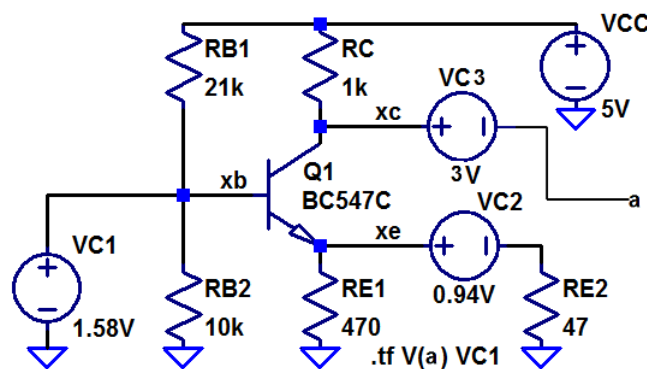 VCC
RB1
RC
21k
1k
VC3
+
-
5V
xc
+
-
a
3V
Q1
xb
BC547C
VC2
VC1
xe
+
-
+
-
RB2
RE1
0.94V
RE2
1.58V
10k
470
47
.tf V(a) VC1